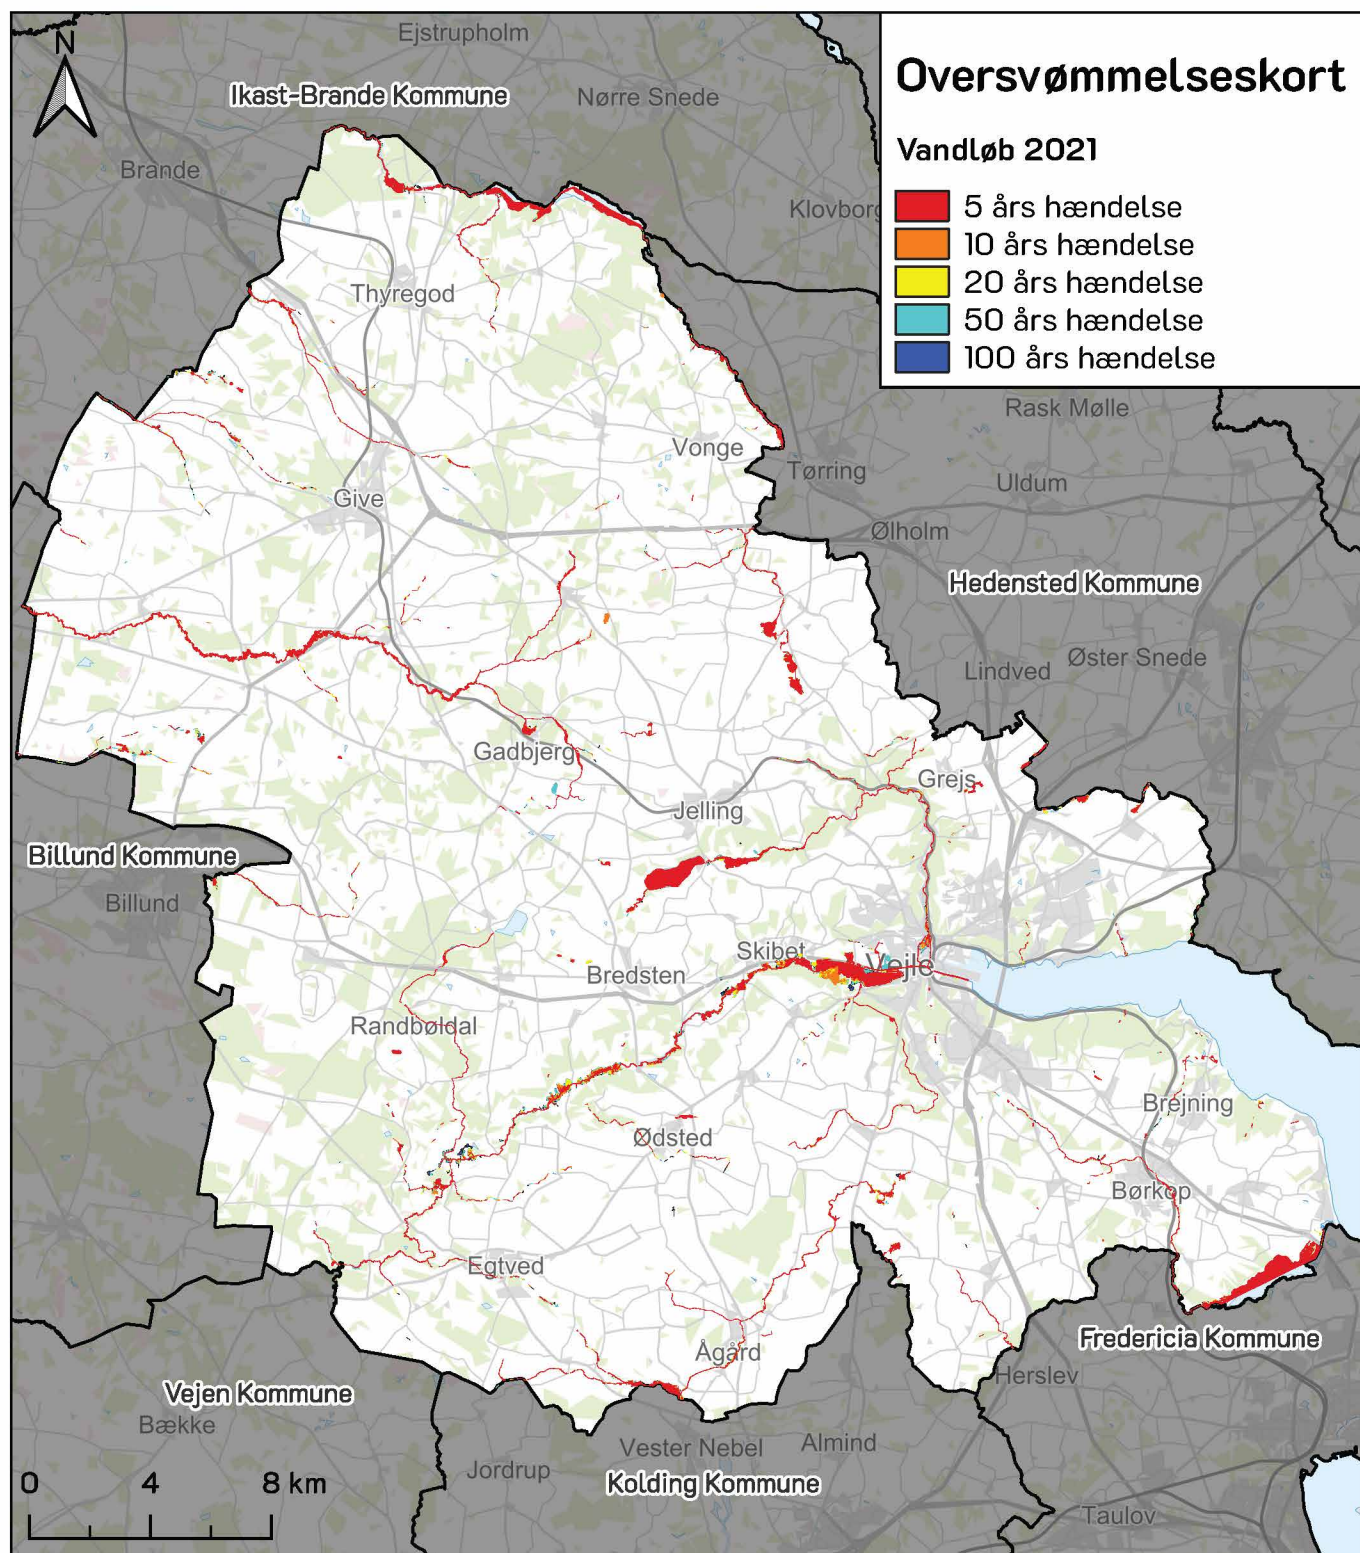 Oversvømmelseskort
Vandløb 2021
5 års hændelse
10 års hændelse
20 års hændelse
50 års hændelse
100 års hændelse
N
Ejstrupholm
Ikast-Brande Kommune
Nørre Snede
Brande
Klovborg
Thyregod
Rask Mølle
Vonge
Tørring
Uldum
Give
Ølholm
Hedensted Kommune
Øster Snede
Lindved
Gadbjerg
Grejs
Jelling
Billund Kommune
Billund
Skibet
Vejle
Bredsten
Randbøldal
Brejning
Ødsted
Børkop
Egtved
Fredericia Kommune
Ågård
Herslev
Vejen Kommune
Bække
Vester Nebel
Almind
Jordrup
Kolding Kommune
0 4 8 km
Taulov